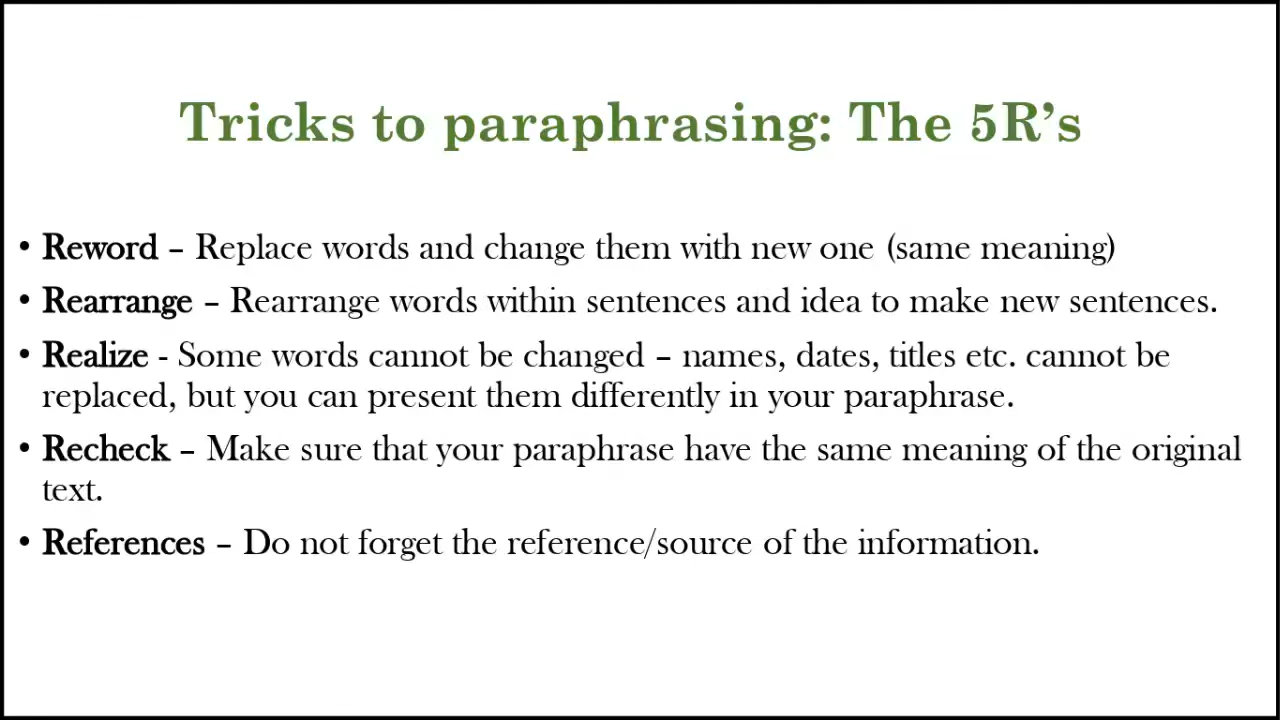 Tricks to paraphrasing: The 5R’s
• Reword – Replace words and change them with new one (same meaning)
• Rearrange – Rearrange words within sentences and idea to make new sentences.
• Realize - Some words cannot be changed – names, dates, titles etc. cannot be
replaced, but you can present them differently in your paraphrase.
• Recheck – Make sure that your paraphrase have the same meaning of the original
text.
• References – Do not forget the reference/source of the information.